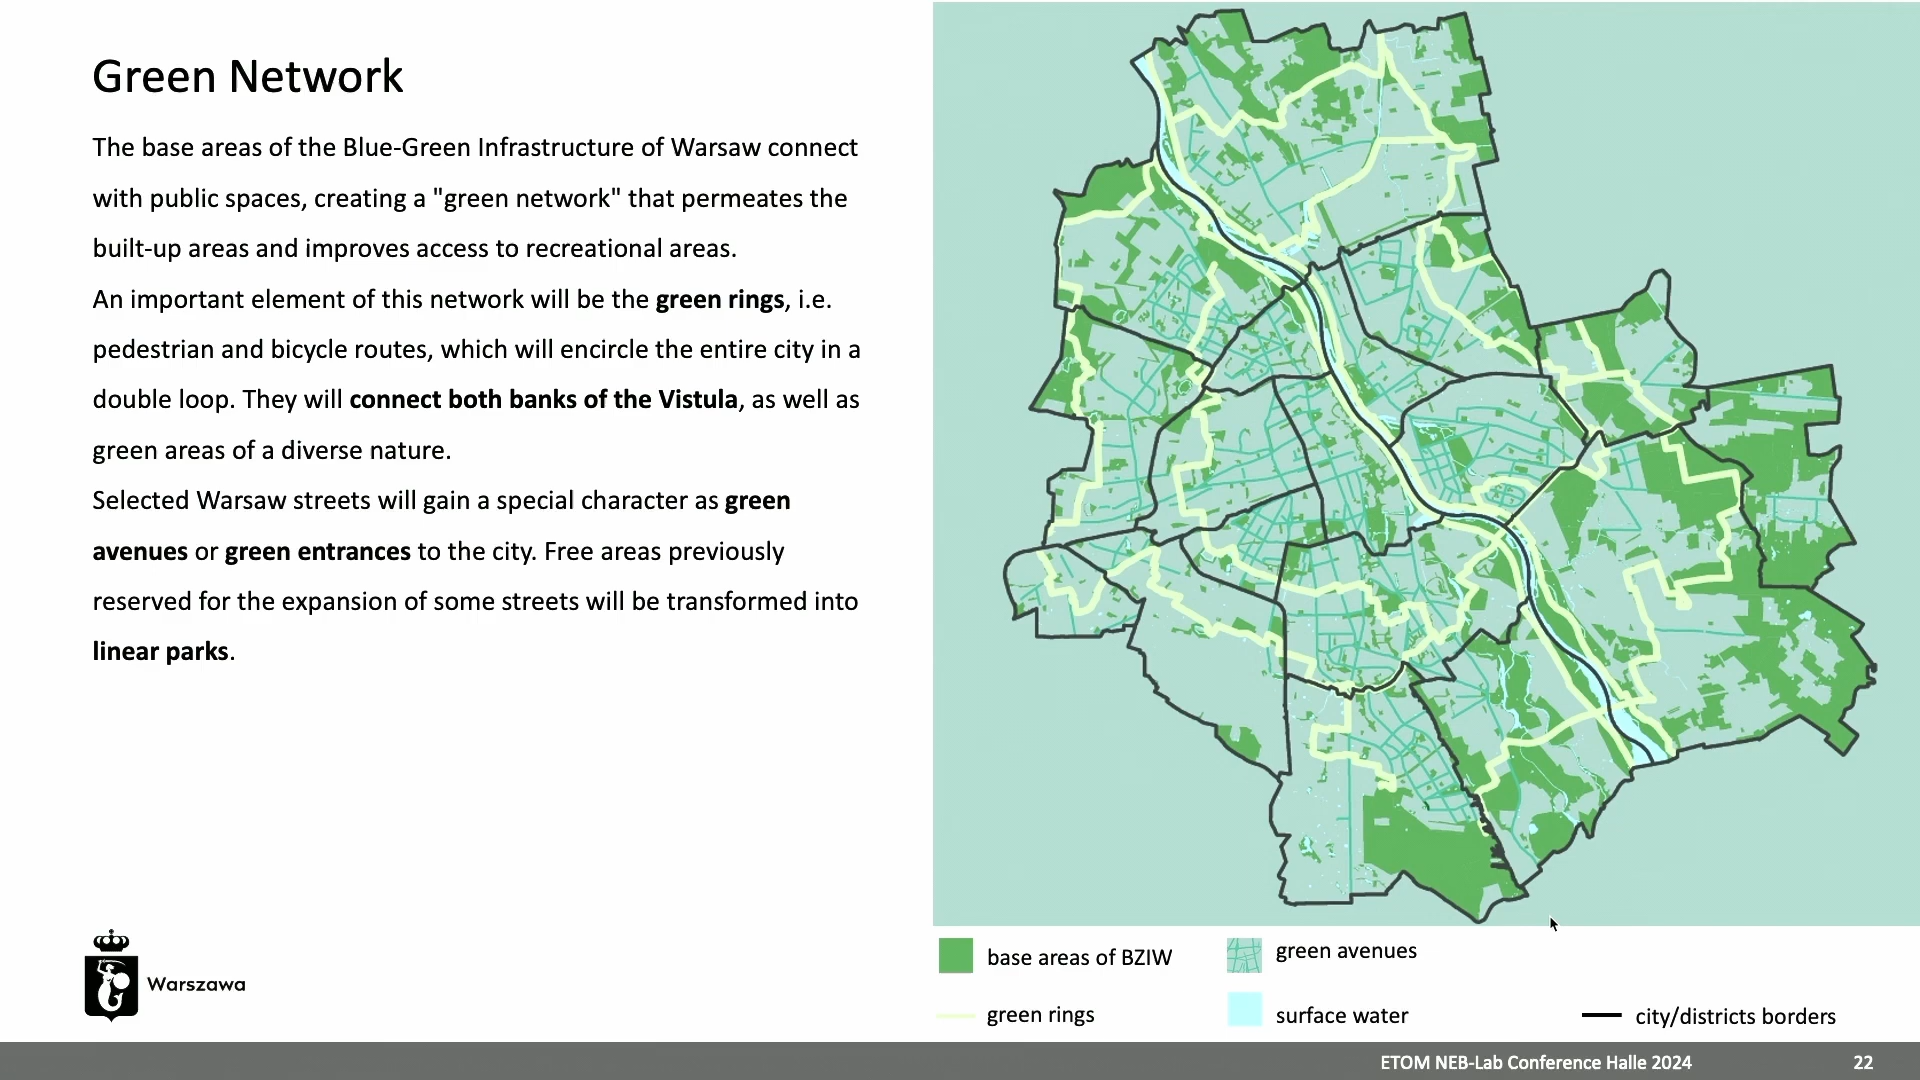 Green Network
The base areas of the Blue-Green Infrastructure of Warsaw connect
with public spaces, creating a "green network" that permeates the
built-up areas and improves access to recreational areas.
An important element of this network will be the green rings, i.e.
pedestrian and bicycle routes, which will encircle the entire city in a
double loop. They will connect both banks of the Vistula, as well as
green areas of a diverse nature.
Selected Warsaw streets will gain a special character as green
avenues or green entrances to the city. Free areas previously
reserved for the expansion of some streets will be transformed into
linear parks.
Warszawa
base areas of BZIW
green avenues
green rings
surface water
city/districts borders
ETOM NEB-Lab Conference Halle 2024
22